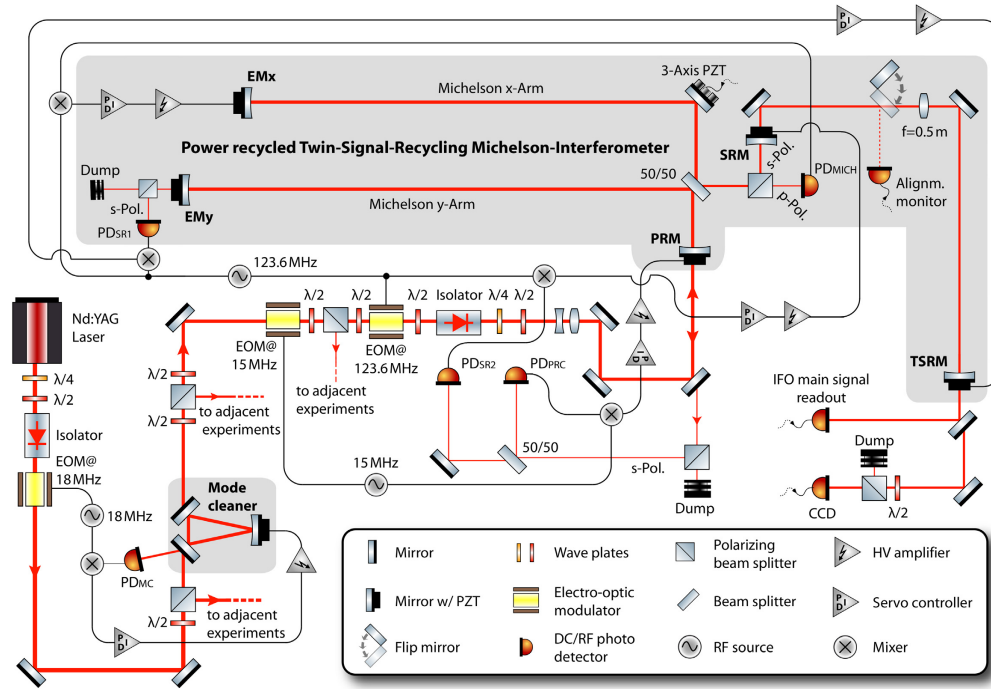 P I D
3-Axis PZT
EMx
Michelson x-Arm
f=0.5 m
P I D
Power recycled Twin-Signal-Recycling Michelson-Interferometer
SRM
s-Pol.
PDMICH
Dump
50/50
p-Pol.
Alignm.
monitor
s-Pol.
EMy
Michelson y-Arm
PDSR1
PRM
123.6 MHz
Nd:YAG
Laser
λ/2
λ/2
λ/2
Isolator
λ/4
λ/2
P I D
EOM@
15 MHz
EOM@
123.6 MHz
P I D
λ/4
λ/2
λ/2
PDSR2
PDPRC
TSRM
to adjacent
experiments
to adjacent
experiments
IFO main signal
readout
Isolator
λ/2
EOM@
18 MHz
50/50
s-Pol.
Dump
15 MHz
Mode
cleaner
Dump
CCD
λ/2
18 MHz
PDMC
to adjacent
experiments
λ/2
P I D
Mirror
Wave plates
Polarizing
beam splitter
HV amplifier
Mirror w/ PZT
Electro-optic
modulator
Beam splitter
P I D
Servo controller
Flip mirror
DC/RF photo
detector
RF source
Mixer